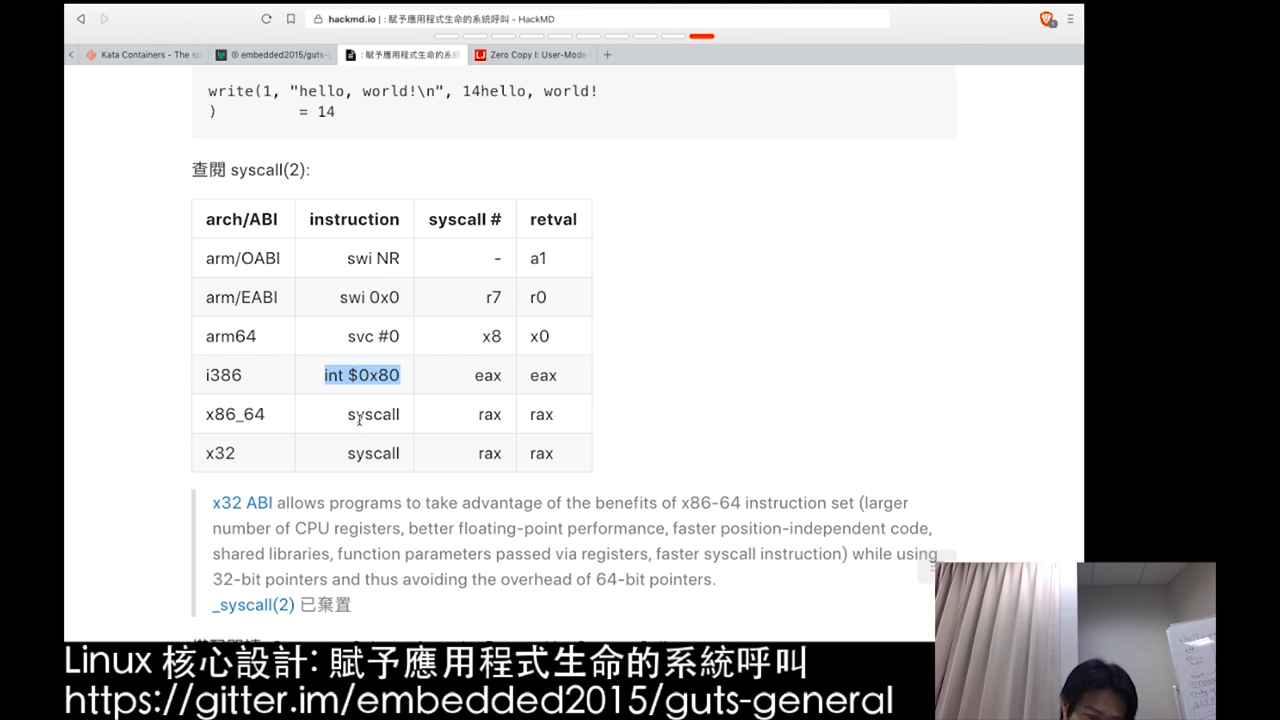 hackmd.io | : 賦予應用程式生命的系統呼叫 - HackMD
Kata Containers - The sp
® embedded2015/guts-
: 賦予應用程式生命的系統
Zero Copy I: User-Mode
write(1, "hello, world!\n", 14hello, world!
) = 14
查閱 syscall(2):
arch/ABI instruction syscall # retval
arm/OABI swi NR - a1
arm/EABI swi 0x0 r7 r0
arm64 svc #0 x8 x0
i386 int $0x80 eax eax
x86_64 syscall rax rax
x32 syscall rax rax
x32 ABI allows programs to take advantage of the benefits of x86-64 instruction set (larger
number of CPU registers, better floating-point performance, faster position-independent code,
shared libraries, function parameters passed via registers, faster syscall instruction) while using
32-bit pointers and thus avoiding the overhead of 64-bit pointers.
_syscall(2) 已棄置
Linux 核心設計: 賦予應用程式生命的系統呼叫
https://gitter.im/embedded2015/guts-general